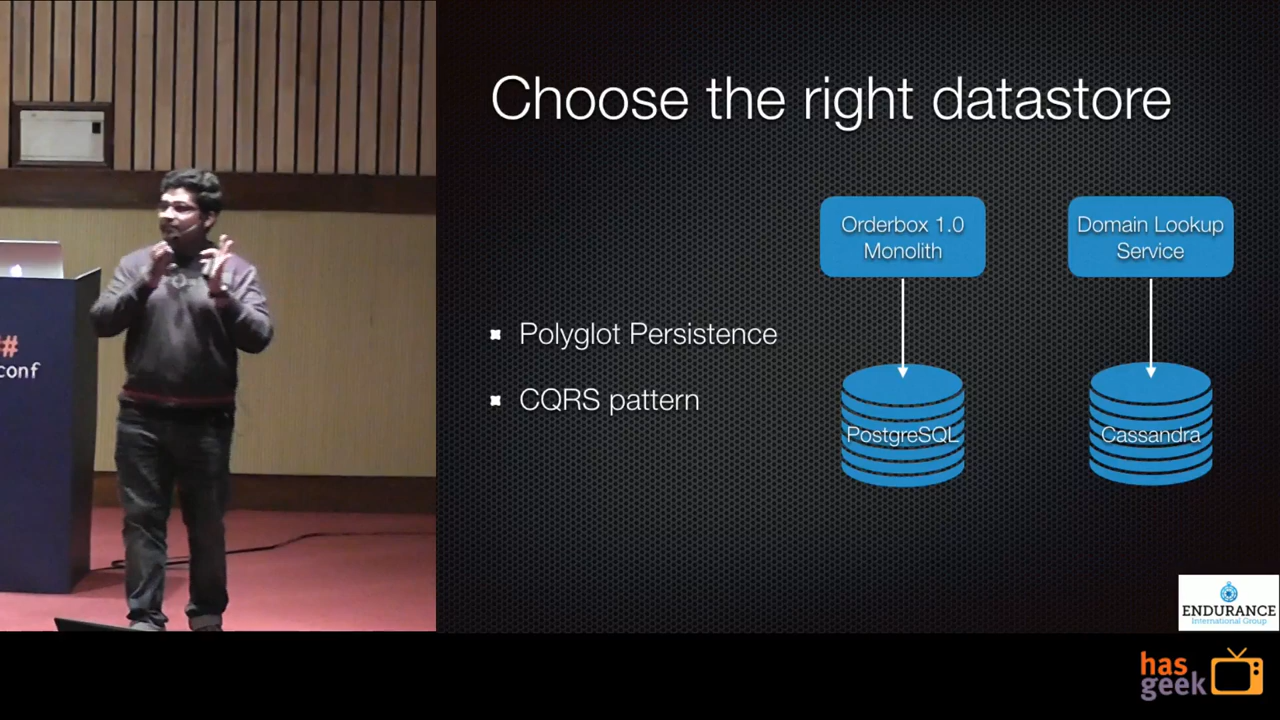 Choose the right datastore
Orderbox 1.0
Monolith
Domain Lookup
Service
Polyglot Persistence
CQRS pattern
PostgreSQL
Cassandra
#
conf
ENDURANCE
International Group
has
geek